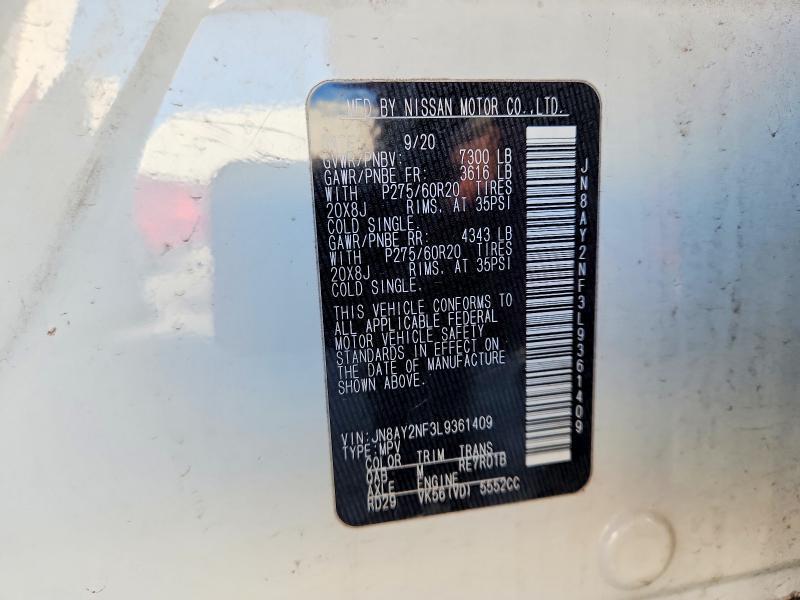 MFD BY NISSAN MOTOR CO.,LTD.
9/20
GVWR/PNBV: 7300 LB
GAWR/PNBE FR: 3616 LB
WITH P275/60R20 TIRES
20X8J RIMS. AT 35PSI
COLD SINGLE.
GAWR/PNBE RR: 4343 LB
WITH P275/60R20 TIRES
20X8J RIMS. AT 35PSI
COLD SINGLE.
THIS VEHICLE CONFORMS TO
ALL APPLICABLE FEDERAL
MOTOR VEHICLE SAFETY
STANDARDS IN EFFECT ON
THE DATE OF MANUFACTURE
SHOWN ABOVE.
VIN: JN8AY2NF3L9361409
TYPE: MPV
COLOR TRIM TRANS
QAB M RE7R01B
AXLE ENGINE
RD29 VK56(VD) 5552CC
JN8AY2NF3L9361409